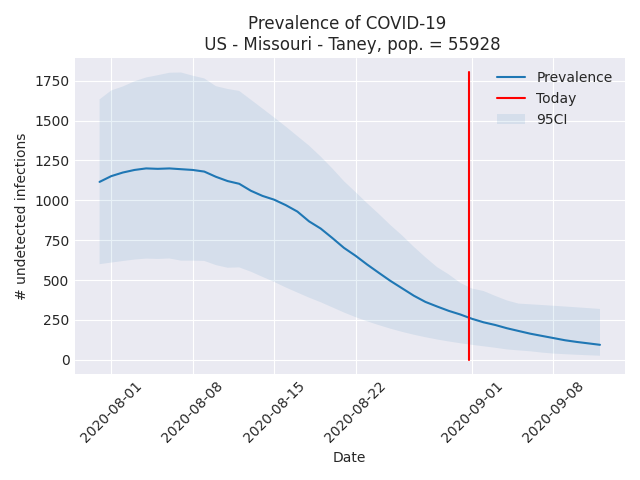 Prevalence of COVID-19
US - Missouri - Taney, pop. = 55928
Prevalence
Today
95CI
# undetected infections
1750
1500
1250
1000
750
500
250
0
2020-08-01
2020-08-08
2020-08-15
2020-08-22
2020-09-01
2020-09-08
Date